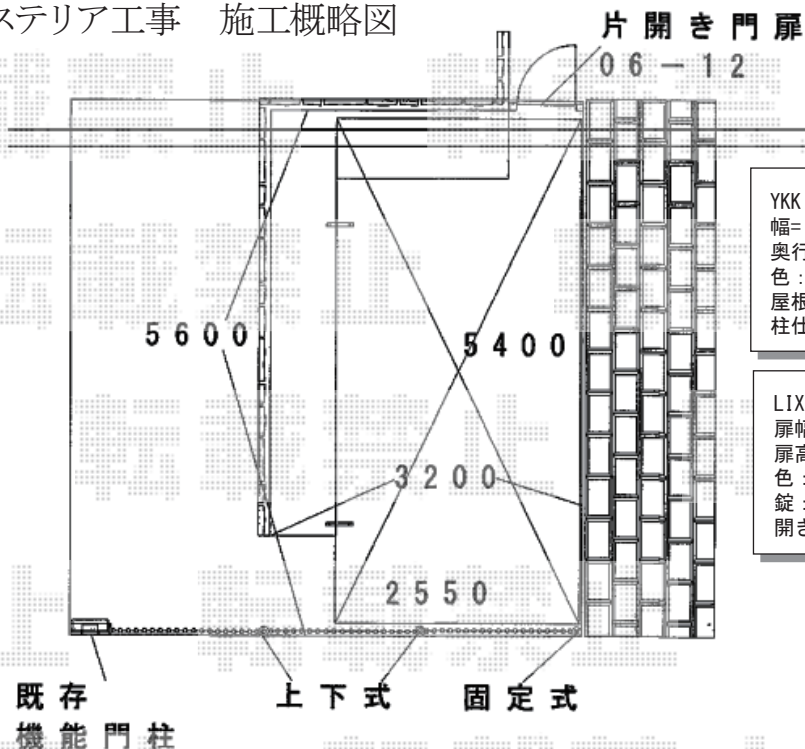 ステリア工事　施工概略図
片開き門扉
06－12
YKK
幅=
奥行
色：
屋根
柱仕
5600
5400
LIX
扉幅
扉高
色：
錠：
開き
3200
2550
既存
機能門柱
上下式
固定式